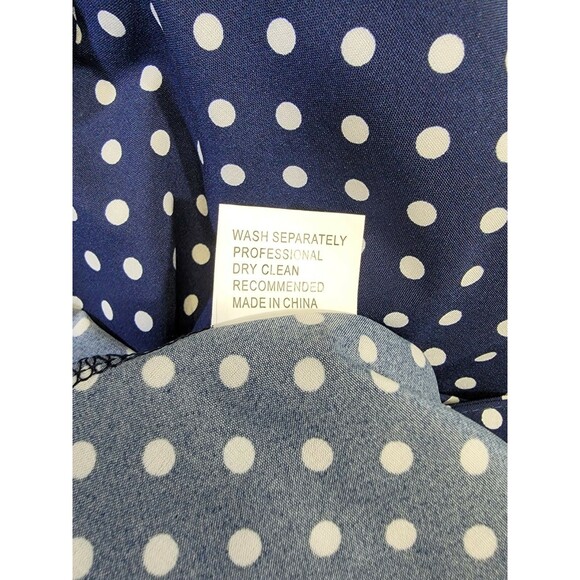 WASH SEPARATELY
PROFESSIONAL
DRY CLEAN
RECOMMENDED
MADE IN CHINA